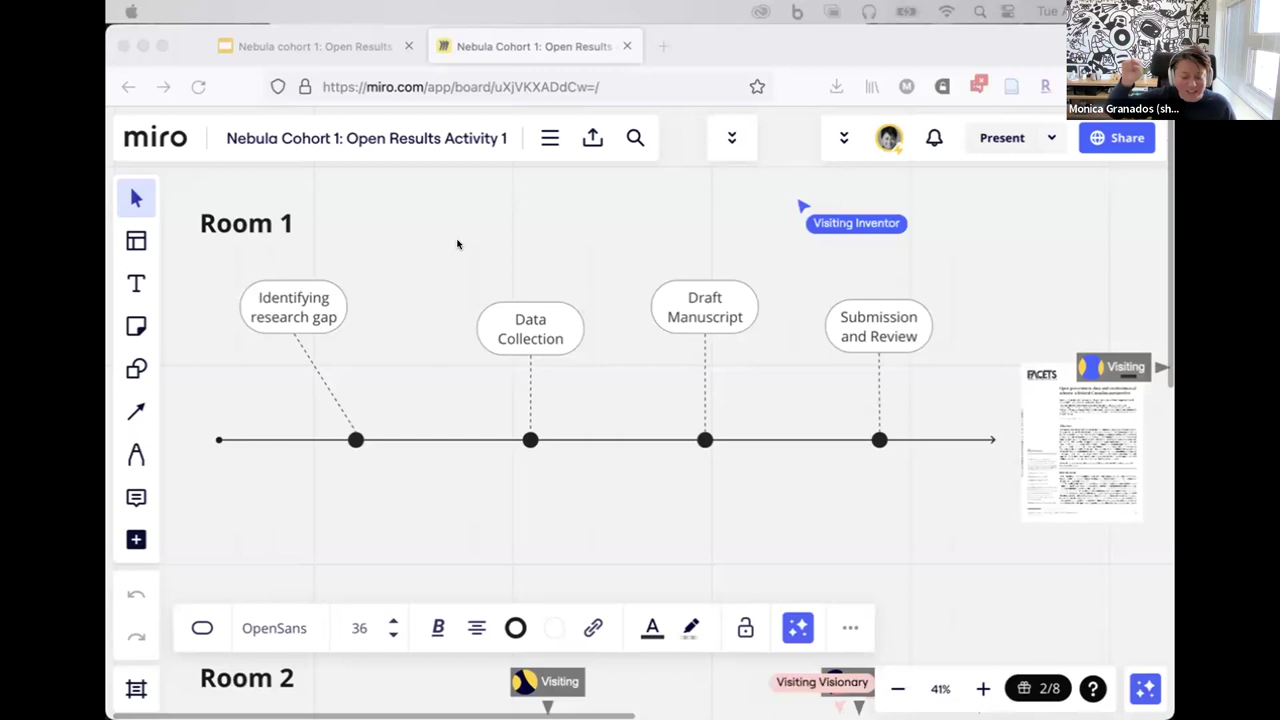 Tue
Nebula cohort 1: Open Results
Nebula Cohort 1: Open Results
https://miro.com/app/board/uXjVKXADdCw=/
Monica Granados (sh...
miro
Nebula Cohort 1: Open Results Activity 1
Present
Share
Room 1
Visiting Inventor
Identifying
research gap
Data
Collection
Draft
Manuscript
Submission
and Review
Visiting
FACETS
OpenSans
36
B
A
Room 2
Visiting
Visiting Visionary
41%
2/8